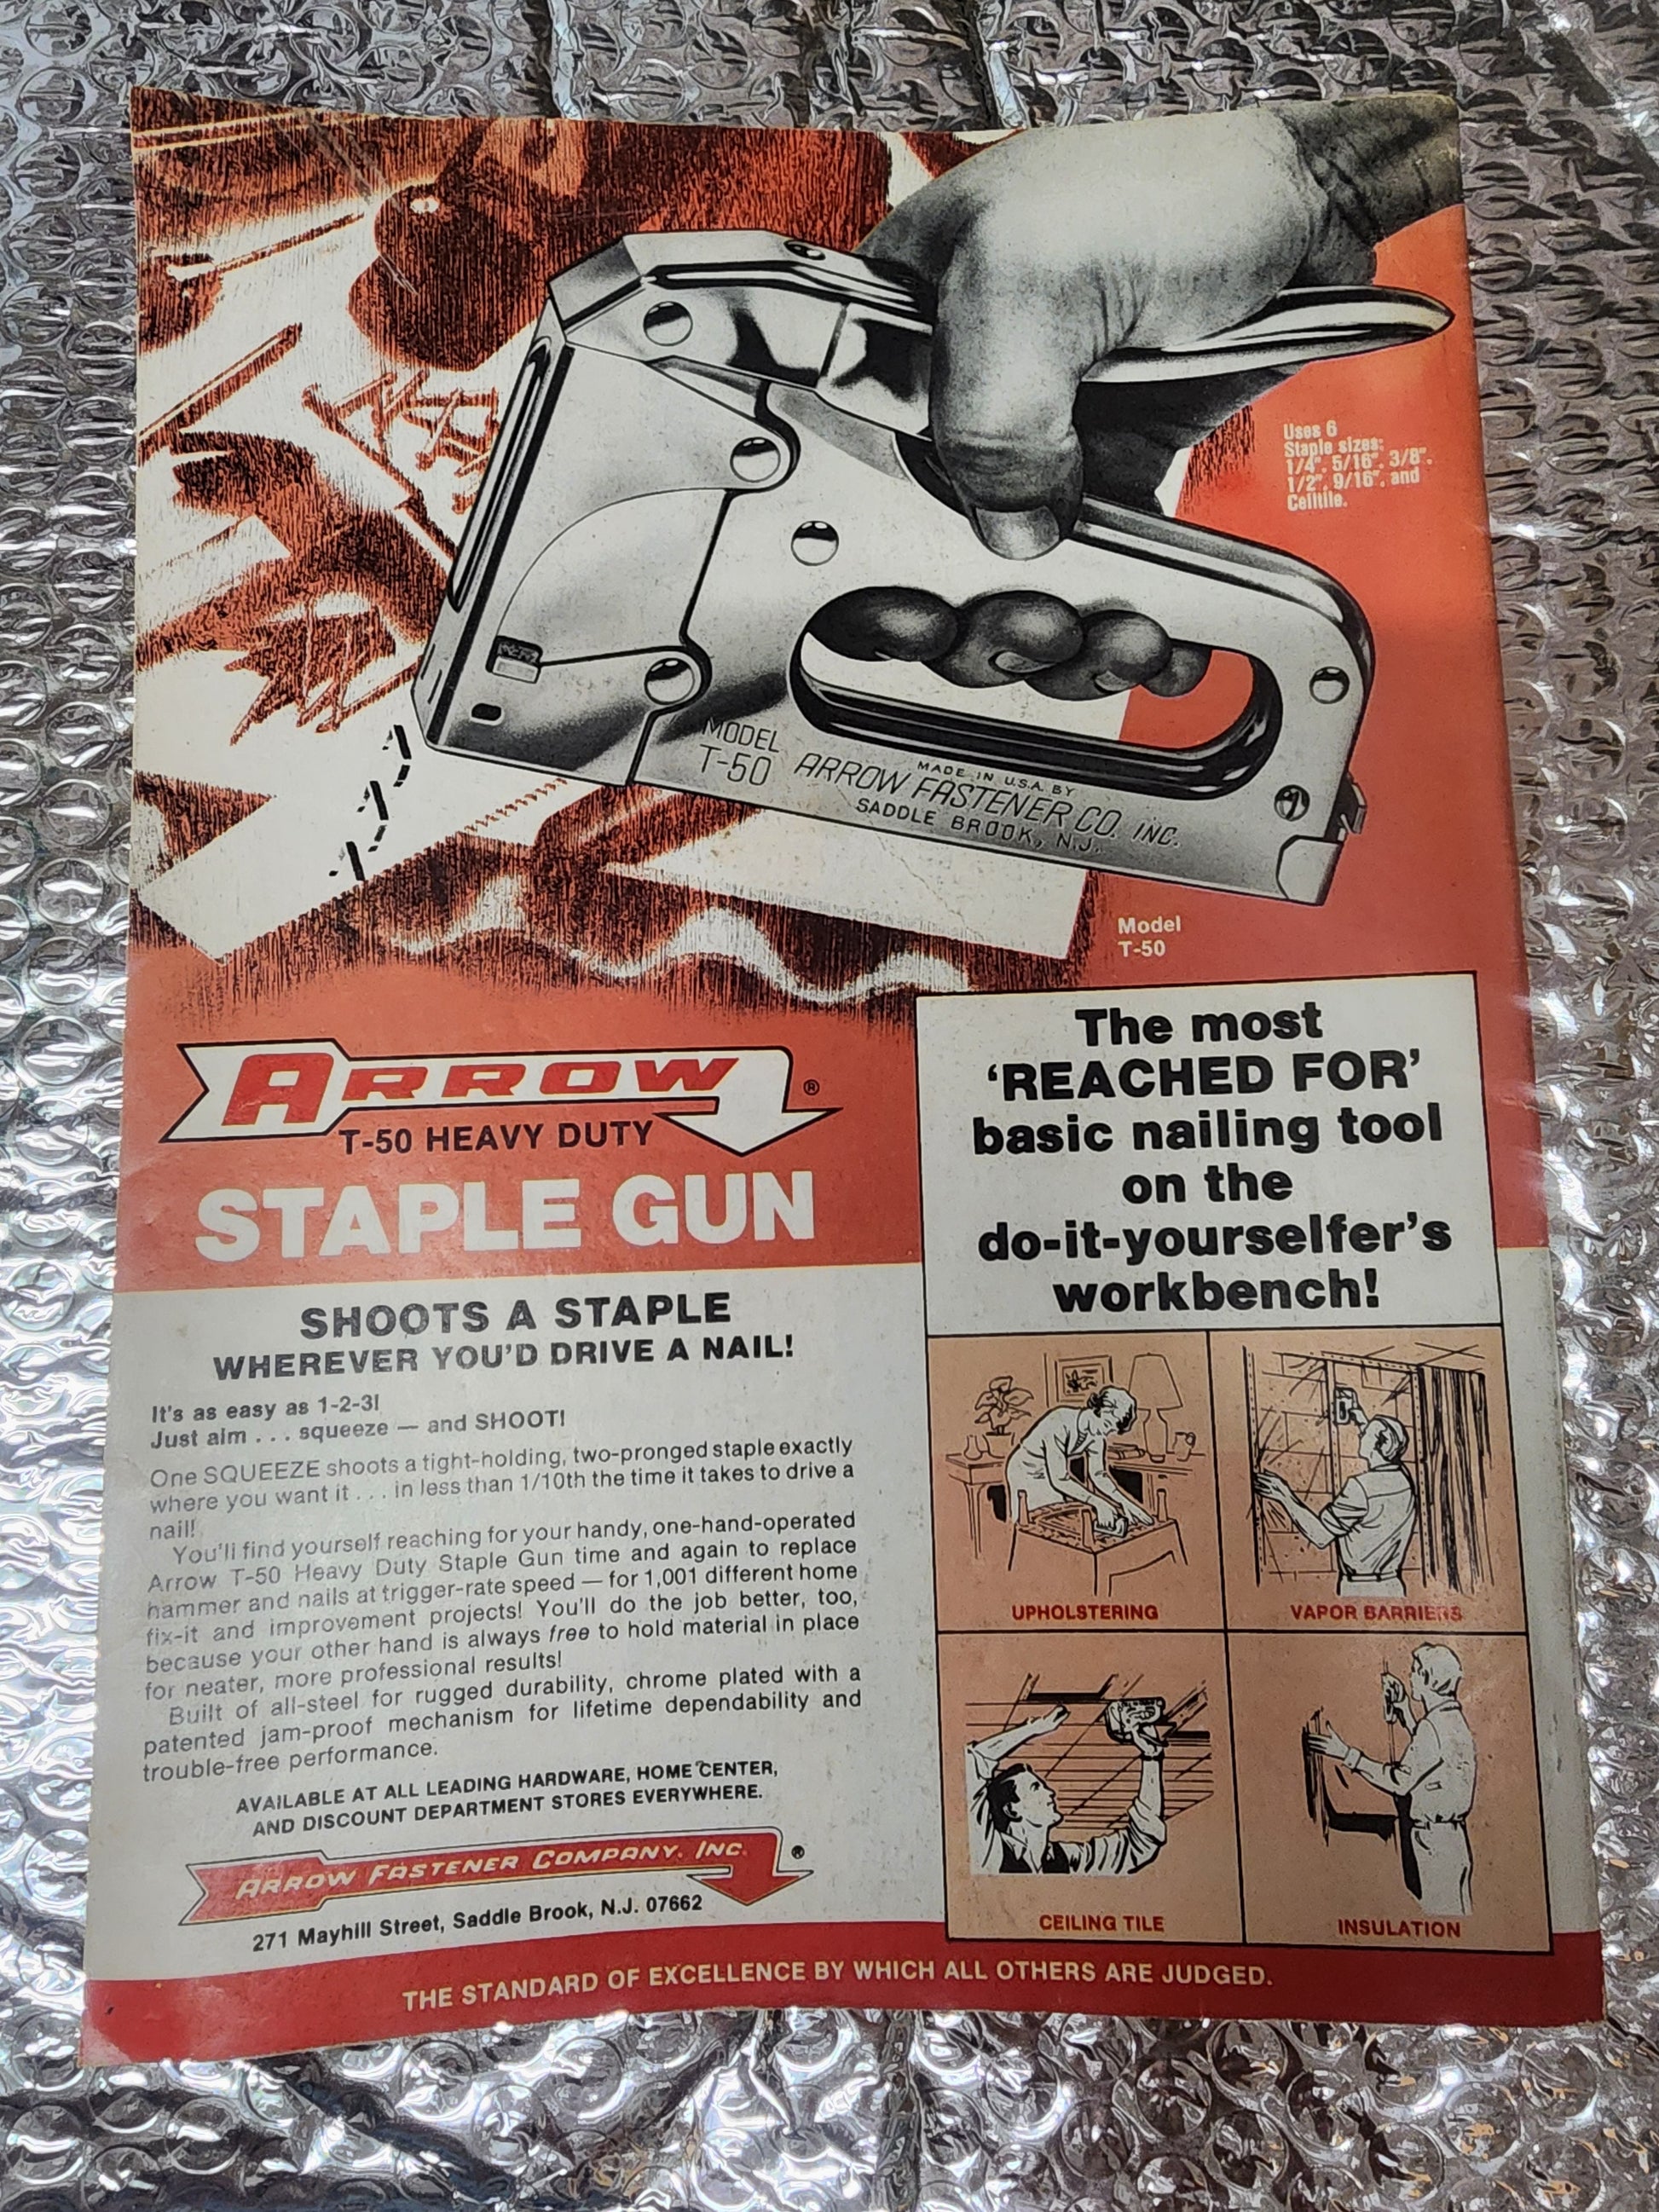 Uses 6
Staple sizes:
1/4", 5/16", 3/8",
1/2", 9/16", and
Ceiltile.
MODEL
T-50
MADE IN U.S.A. BY
ARROW FASTENER CO. INC.
SADDLE BROOK, N.J.
Model
T-50
ARROW ®
T-50 HEAVY DUTY
STAPLE GUN
SHOOTS A STAPLE
WHEREVER YOU'D DRIVE A NAIL!
It's as easy as 1-2-3!
Just aim . . . squeeze — and SHOOT!
One SQUEEZE shoots a tight-holding, two-pronged staple exactly
where you want it . . . in less than 1/10th the time it takes to drive a
nail!
You'll find yourself reaching for your handy, one-hand-operated
Arrow T-50 Heavy Duty Staple Gun time and again to replace
hammer and nails at trigger-rate speed — for 1,001 different home
fix-it and improvement projects! You'll do the job better, too,
because your other hand is always free to hold material in place
for neater, more professional results!
Built of all-steel for rugged durability, chrome plated with a
patented jam-proof mechanism for lifetime dependability and
trouble-free performance.
AVAILABLE AT ALL LEADING HARDWARE, HOME CENTER,
AND DISCOUNT DEPARTMENT STORES EVERYWHERE.
ARROW FASTENER COMPANY, INC. ®
271 Mayhill Street, Saddle Brook, N.J. 07662
The most
'REACHED FOR'
basic nailing tool
on the
do-it-yourselfer's
workbench!
UPHOLSTERING
VAPOR BARRIERS
CEILING TILE
INSULATION
THE STANDARD OF EXCELLENCE BY WHICH ALL OTHERS ARE JUDGED.